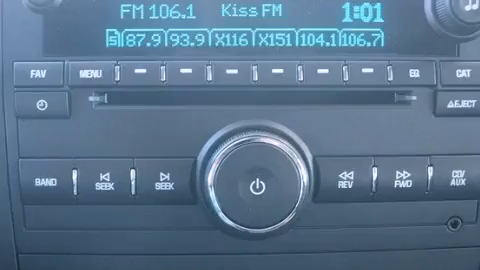 FM 106.1 Kiss FM 1:01
5 87.9 93.9 X116 X151 104.1 106.7
FAV MENU EQ CAT
EJECT
BAND SEEK SEEK REV FWD CD/AUX